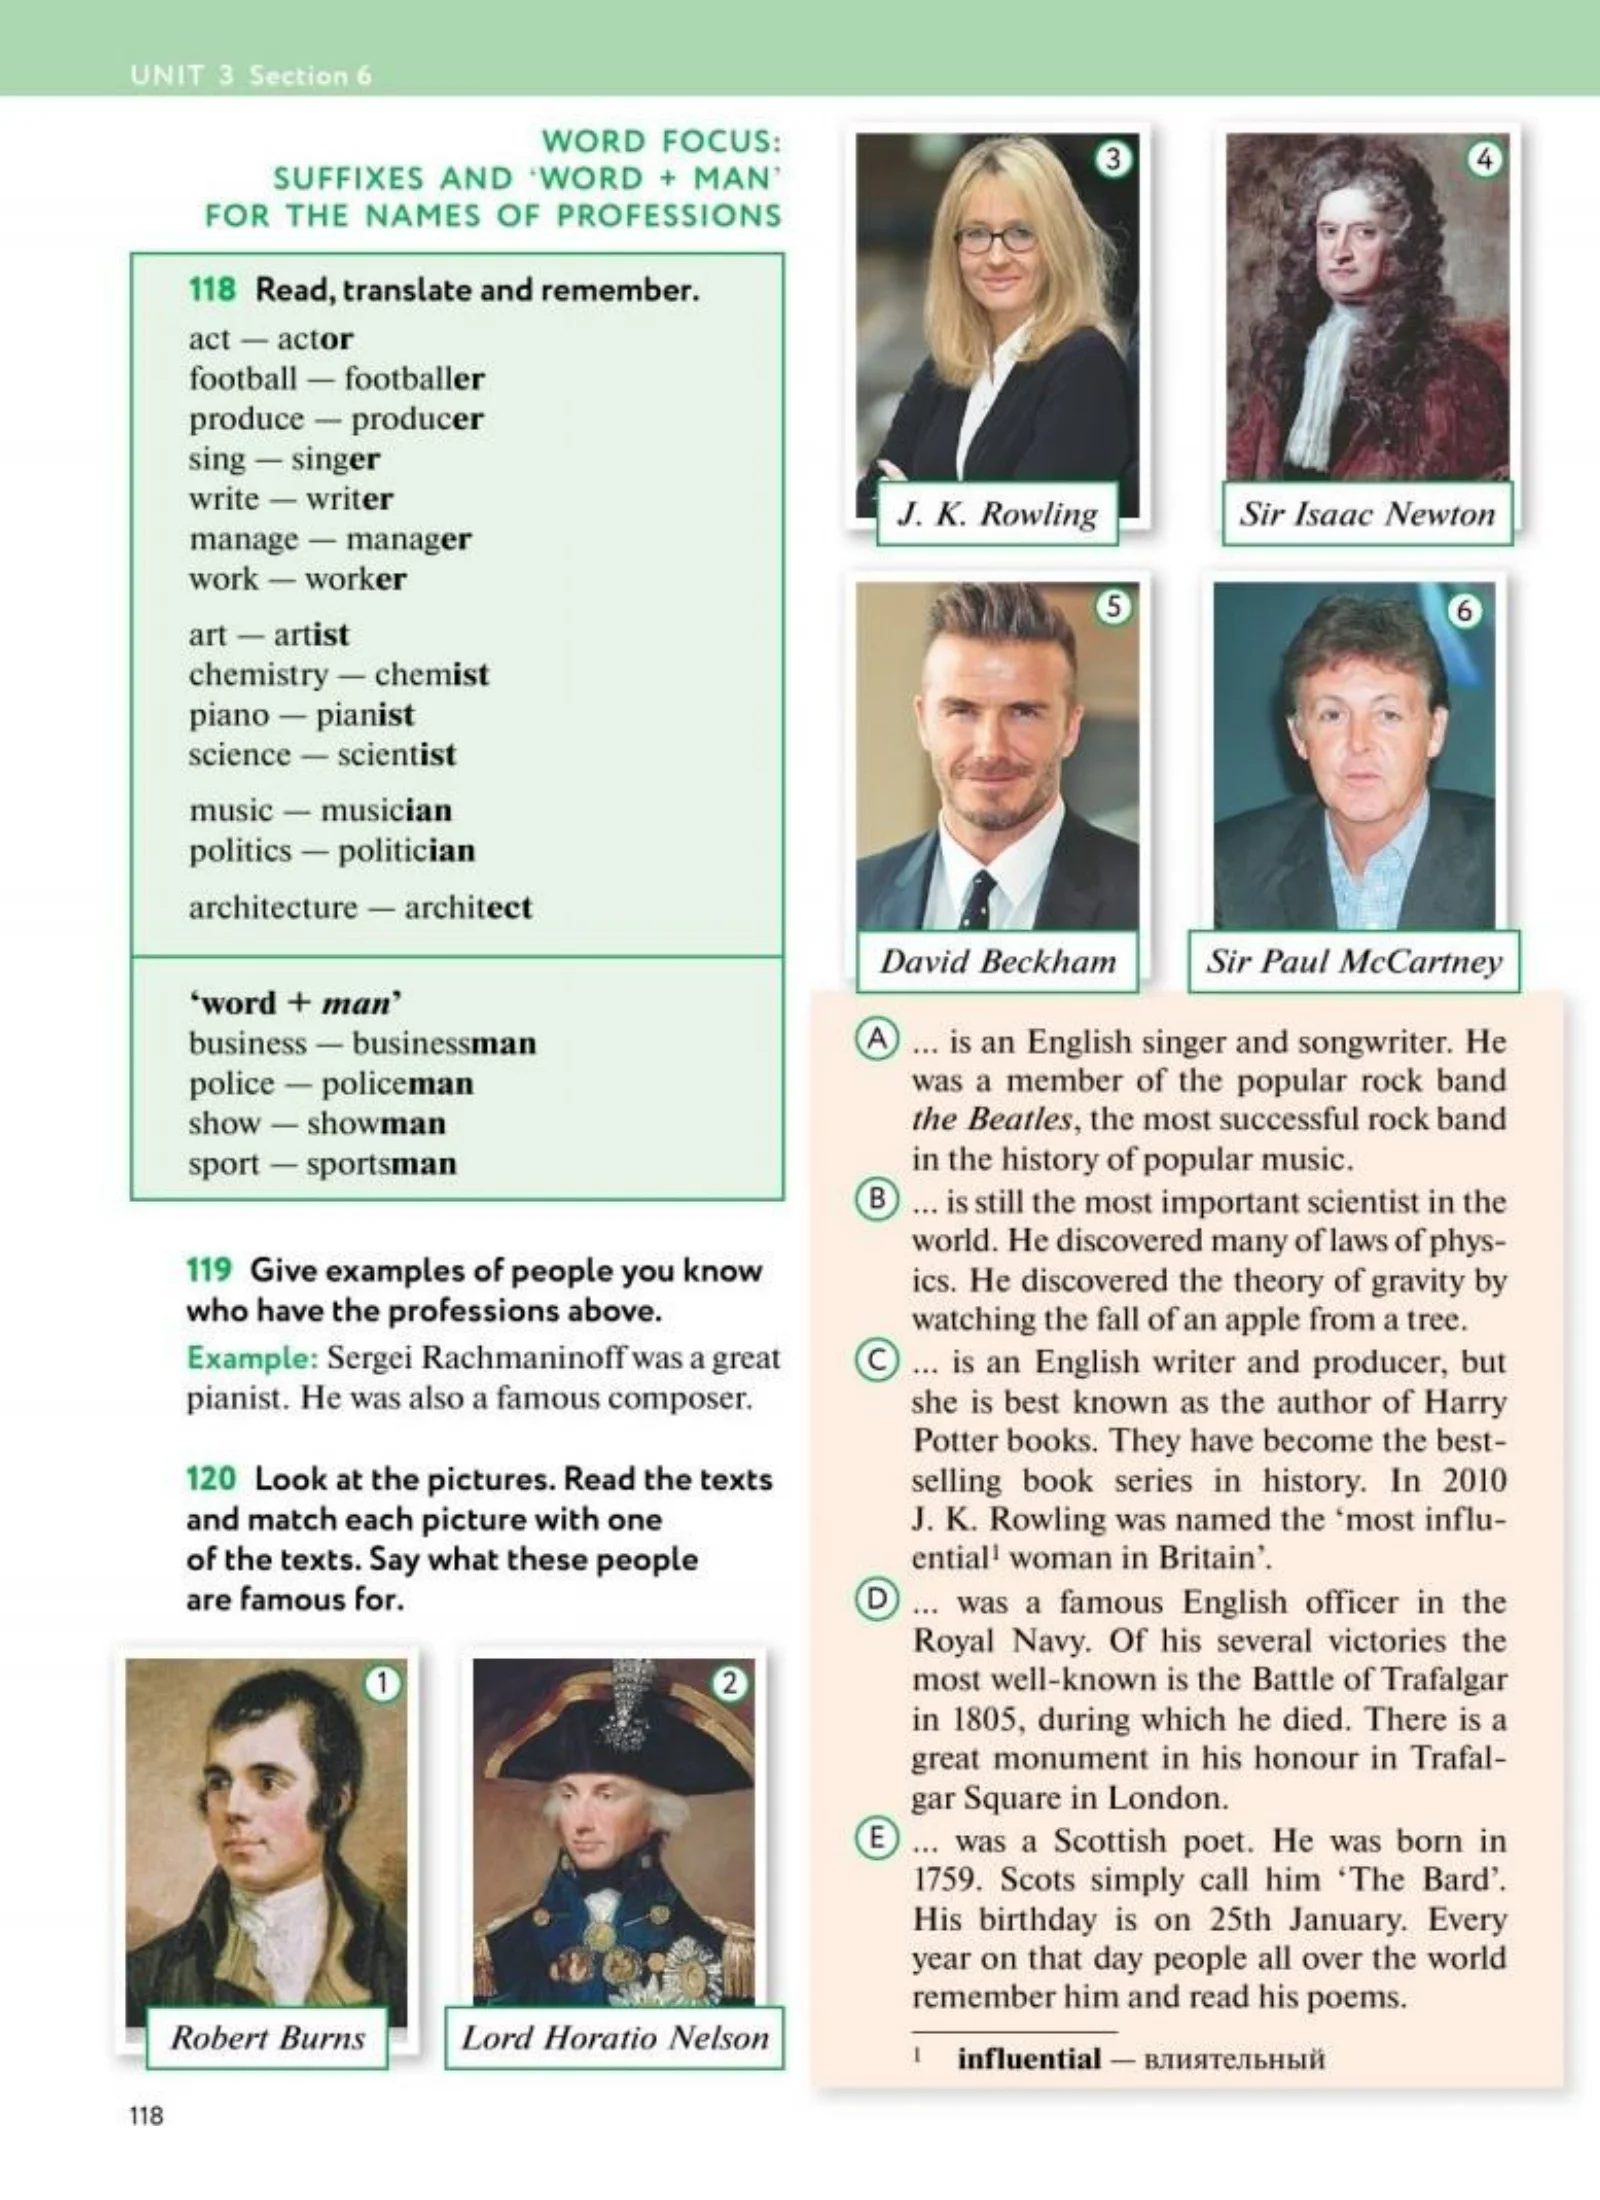 UNIT 3 Section 6
WORD FOCUS:
SUFFIXES AND ‘WORD + MAN’
FOR THE NAMES OF PROFESSIONS
118 Read, translate and remember.
act — actor
football — footballer
produce — producer
sing — singer
write — writer
manage — manager
work — worker
art — artist
chemistry — chemist
piano — pianist
science — scientist
music — musician
politics — politician
architecture — architect
‘word + man’
business — businessman
police — policeman
show — showman
sport — sportsman
119 Give examples of people you know
who have the professions above.
Example: Sergei Rachmaninoff was a great
pianist. He was also a famous composer.
120 Look at the pictures. Read the texts
and match each picture with one
of the texts. Say what these people
are famous for.
1
Robert Burns
2
Lord Horatio Nelson
3
J. K. Rowling
4
Sir Isaac Newton
5
David Beckham
6
Sir Paul McCartney
A ... is an English singer and songwriter. He
was a member of the popular rock band
the Beatles, the most successful rock band
in the history of popular music.
B ... is still the most important scientist in the
world. He discovered many of laws of phys-
ics. He discovered the theory of gravity by
watching the fall of an apple from a tree.
C ... is an English writer and producer, but
she is best known as the author of Harry
Potter books. They have become the best-
selling book series in history. In 2010
J. K. Rowling was named the ‘most influ-
ential¹ woman in Britain’.
D ... was a famous English officer in the
Royal Navy. Of his several victories the
most well-known is the Battle of Trafalgar
in 1805, during which he died. There is a
great monument in his honour in Trafal-
gar Square in London.
E ... was a Scottish poet. He was born in
1759. Scots simply call him ‘The Bard’.
His birthday is on 25th January. Every
year on that day people all over the world
remember him and read his poems.
1 influential — влиятельный
118